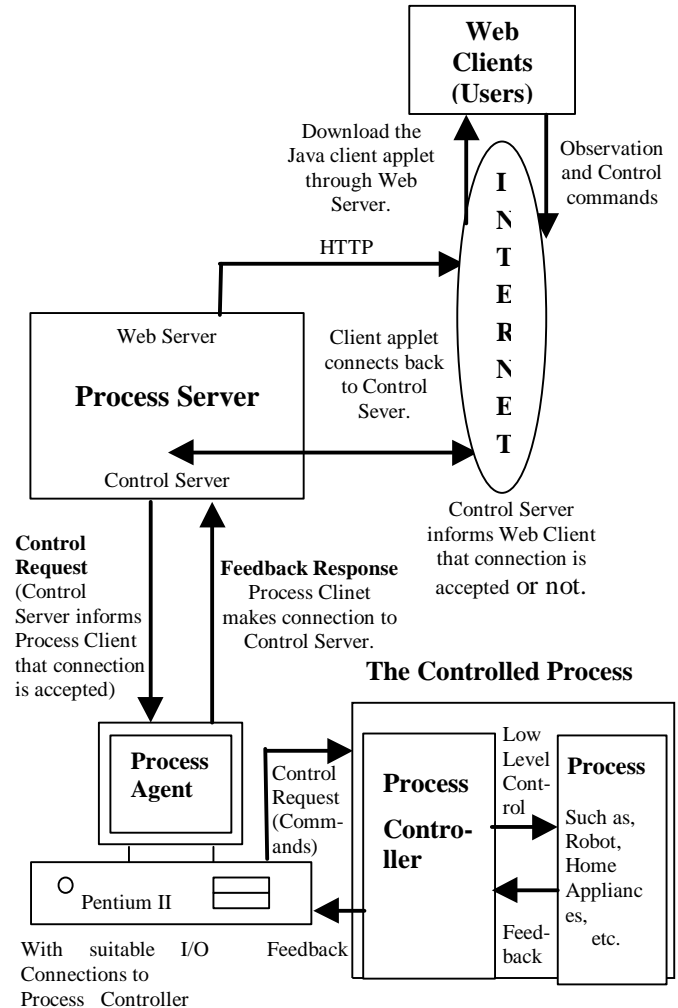 Web
Clients
(Users)
Download the
Java client applet
through Web
Server.
Observation
and Control
commands
I
N
T
E
R
N
E
T
HTTP
Web Server
Process Server
Control Server
Client applet
connects back
to Control
Sever.
Control Server
informs Web Client
that connection is
accepted or not.
Control
Request
(Control
Server informs
Process Client
that connection
is accepted)
Feedback Response
Process Clinet
makes connection to
Control Server.
The Controlled Process
Process
Agent
Pentium II
Control
Request
(Comm-
ands)
Process
Contro-
ller
Low
Level
Cont-
rol
Process
Such as,
Robot,
Home
Applianc
es,
etc.
Feed-
back
Feedback
With suitable I/O
Connections to
Process Controller